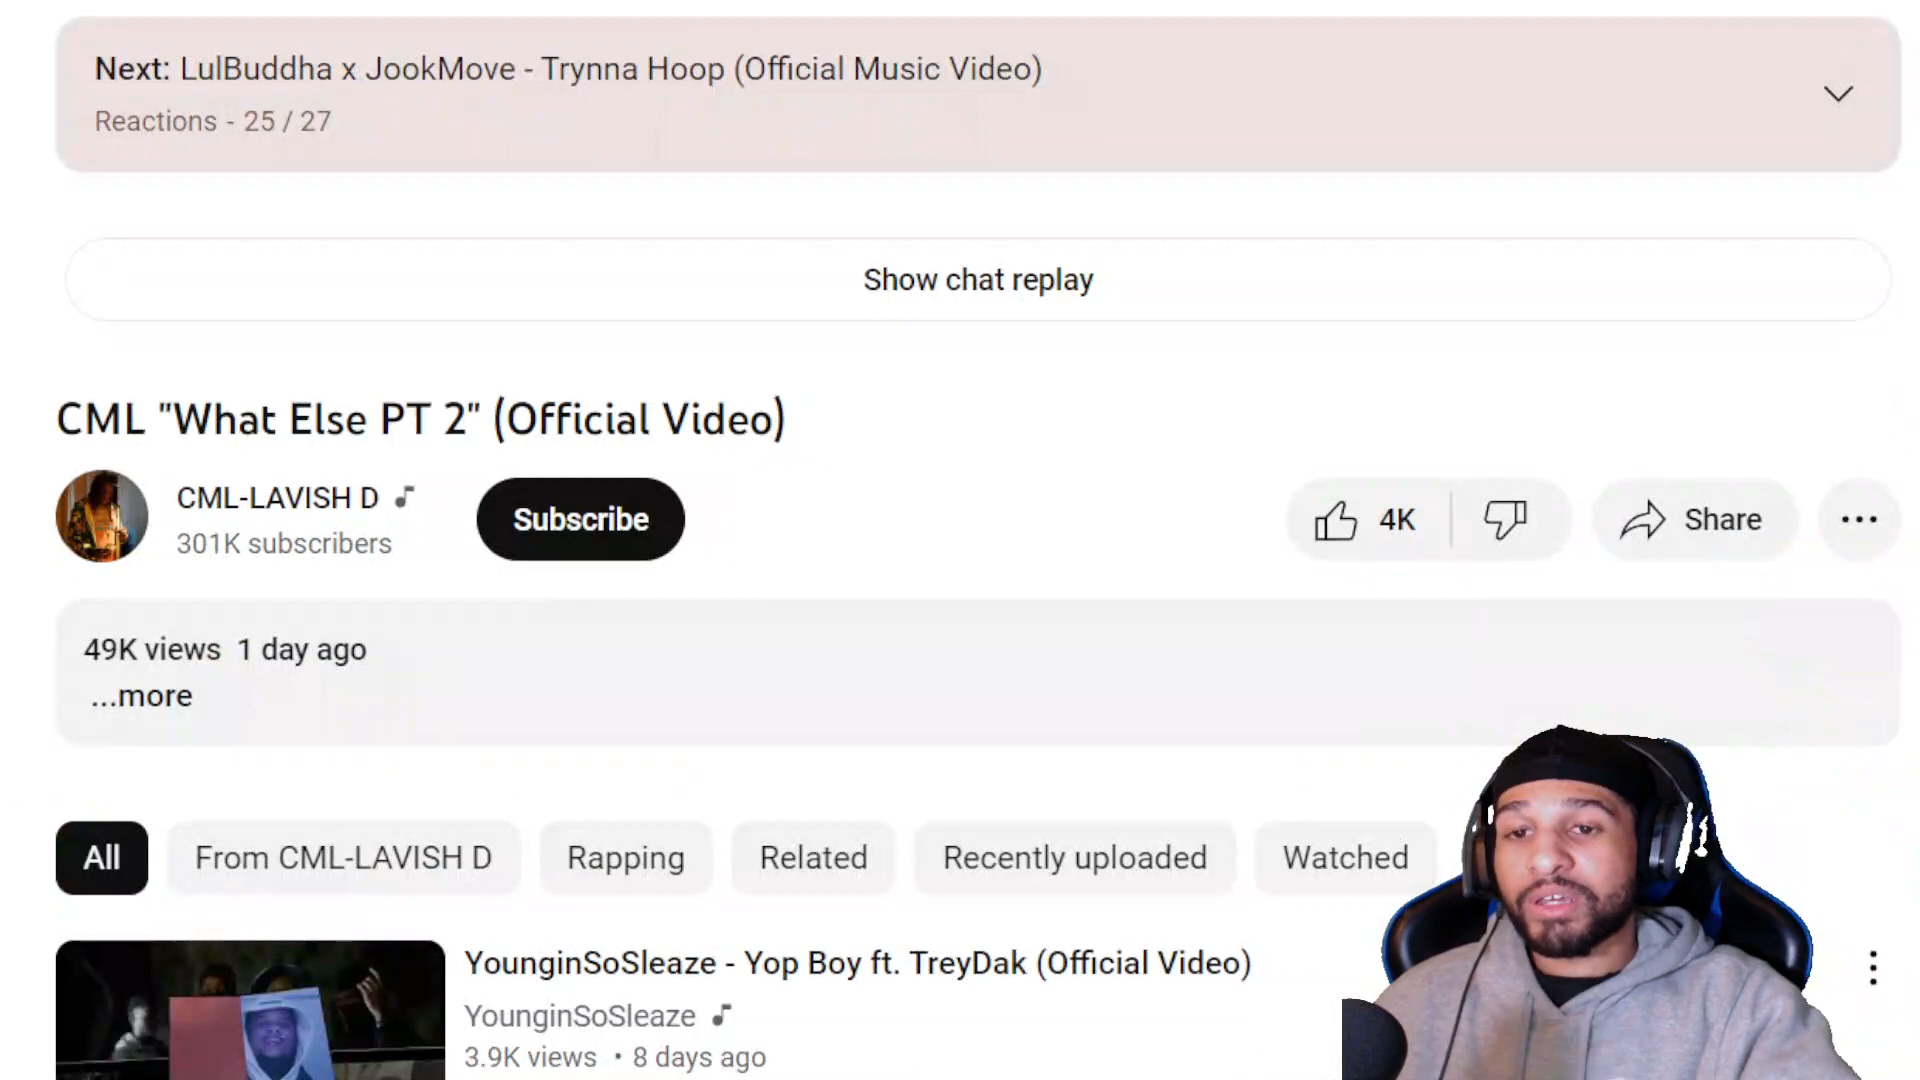 Next: LulBuddha x JookMove - Trynna Hoop (Official Music Video)
Reactions - 25 / 27
Show chat replay
CML "What Else PT 2" (Official Video)
CML-LAVISH D
301K subscribers
Subscribe
4K
Share
49K views 1 day ago
...more
All
From CML-LAVISH D
Rapping
Related
Recently uploaded
Watched
YounginSoSleaze - Yop Boy ft. TreyDak (Official Video)
YounginSoSleaze
3.9K views • 8 days ago